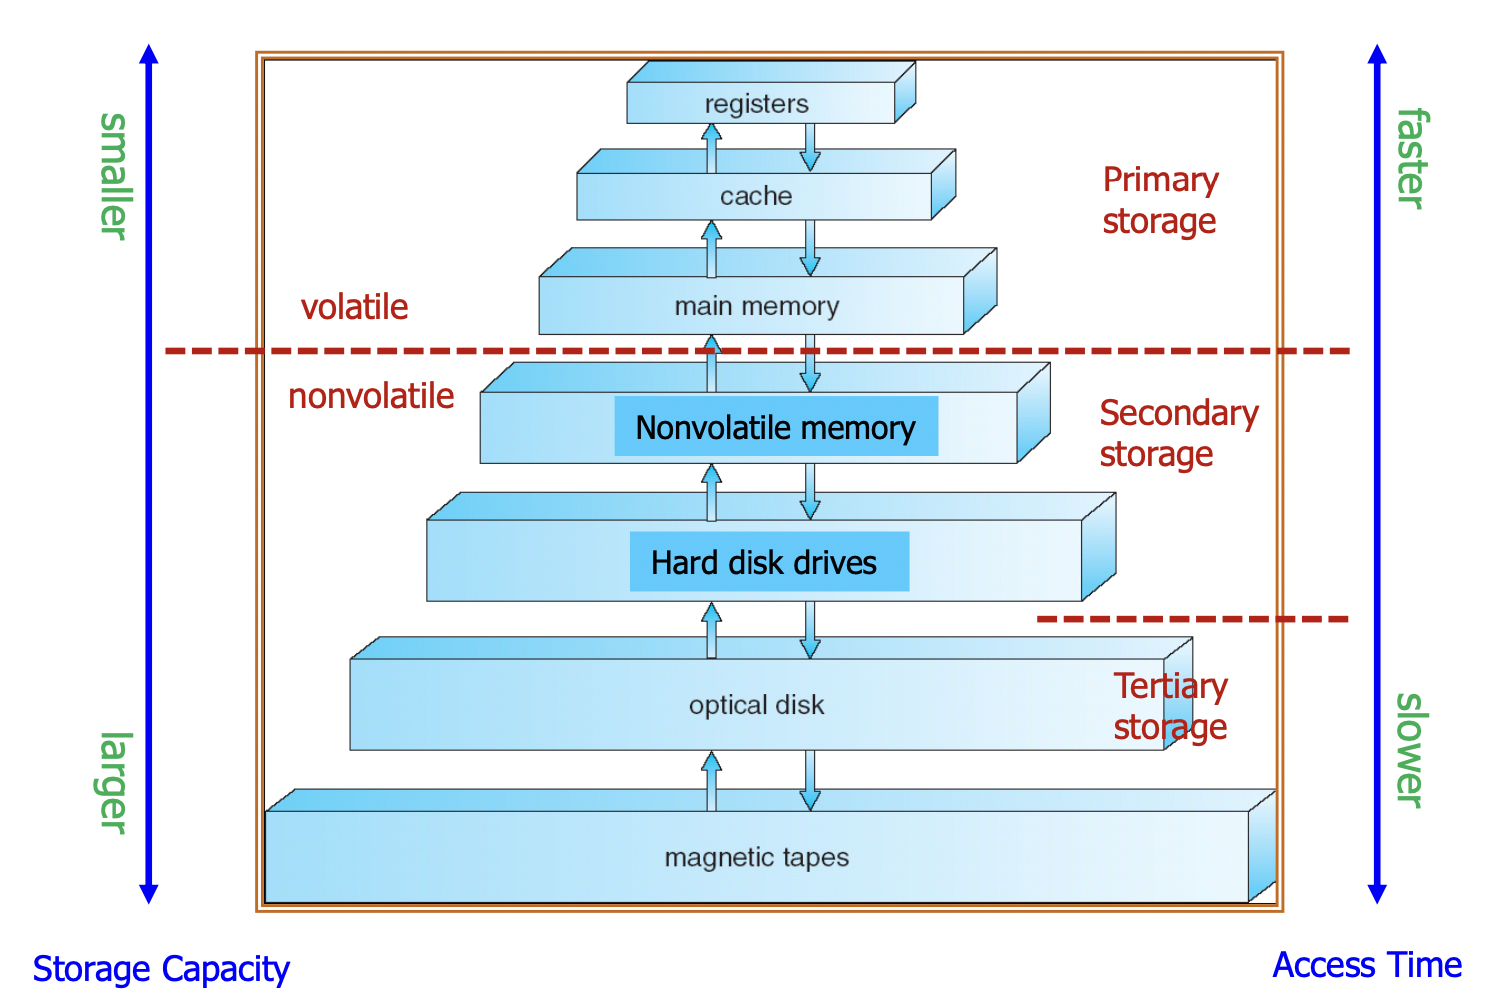 smaller
larger
registers
cache
main memory
volatile
nonvolatile
Nonvolatile memory
Hard disk drives
optical disk
magnetic tapes
Primary
storage
Secondary
storage
Tertiary
storage
faster
slower
Storage Capacity
Access Time